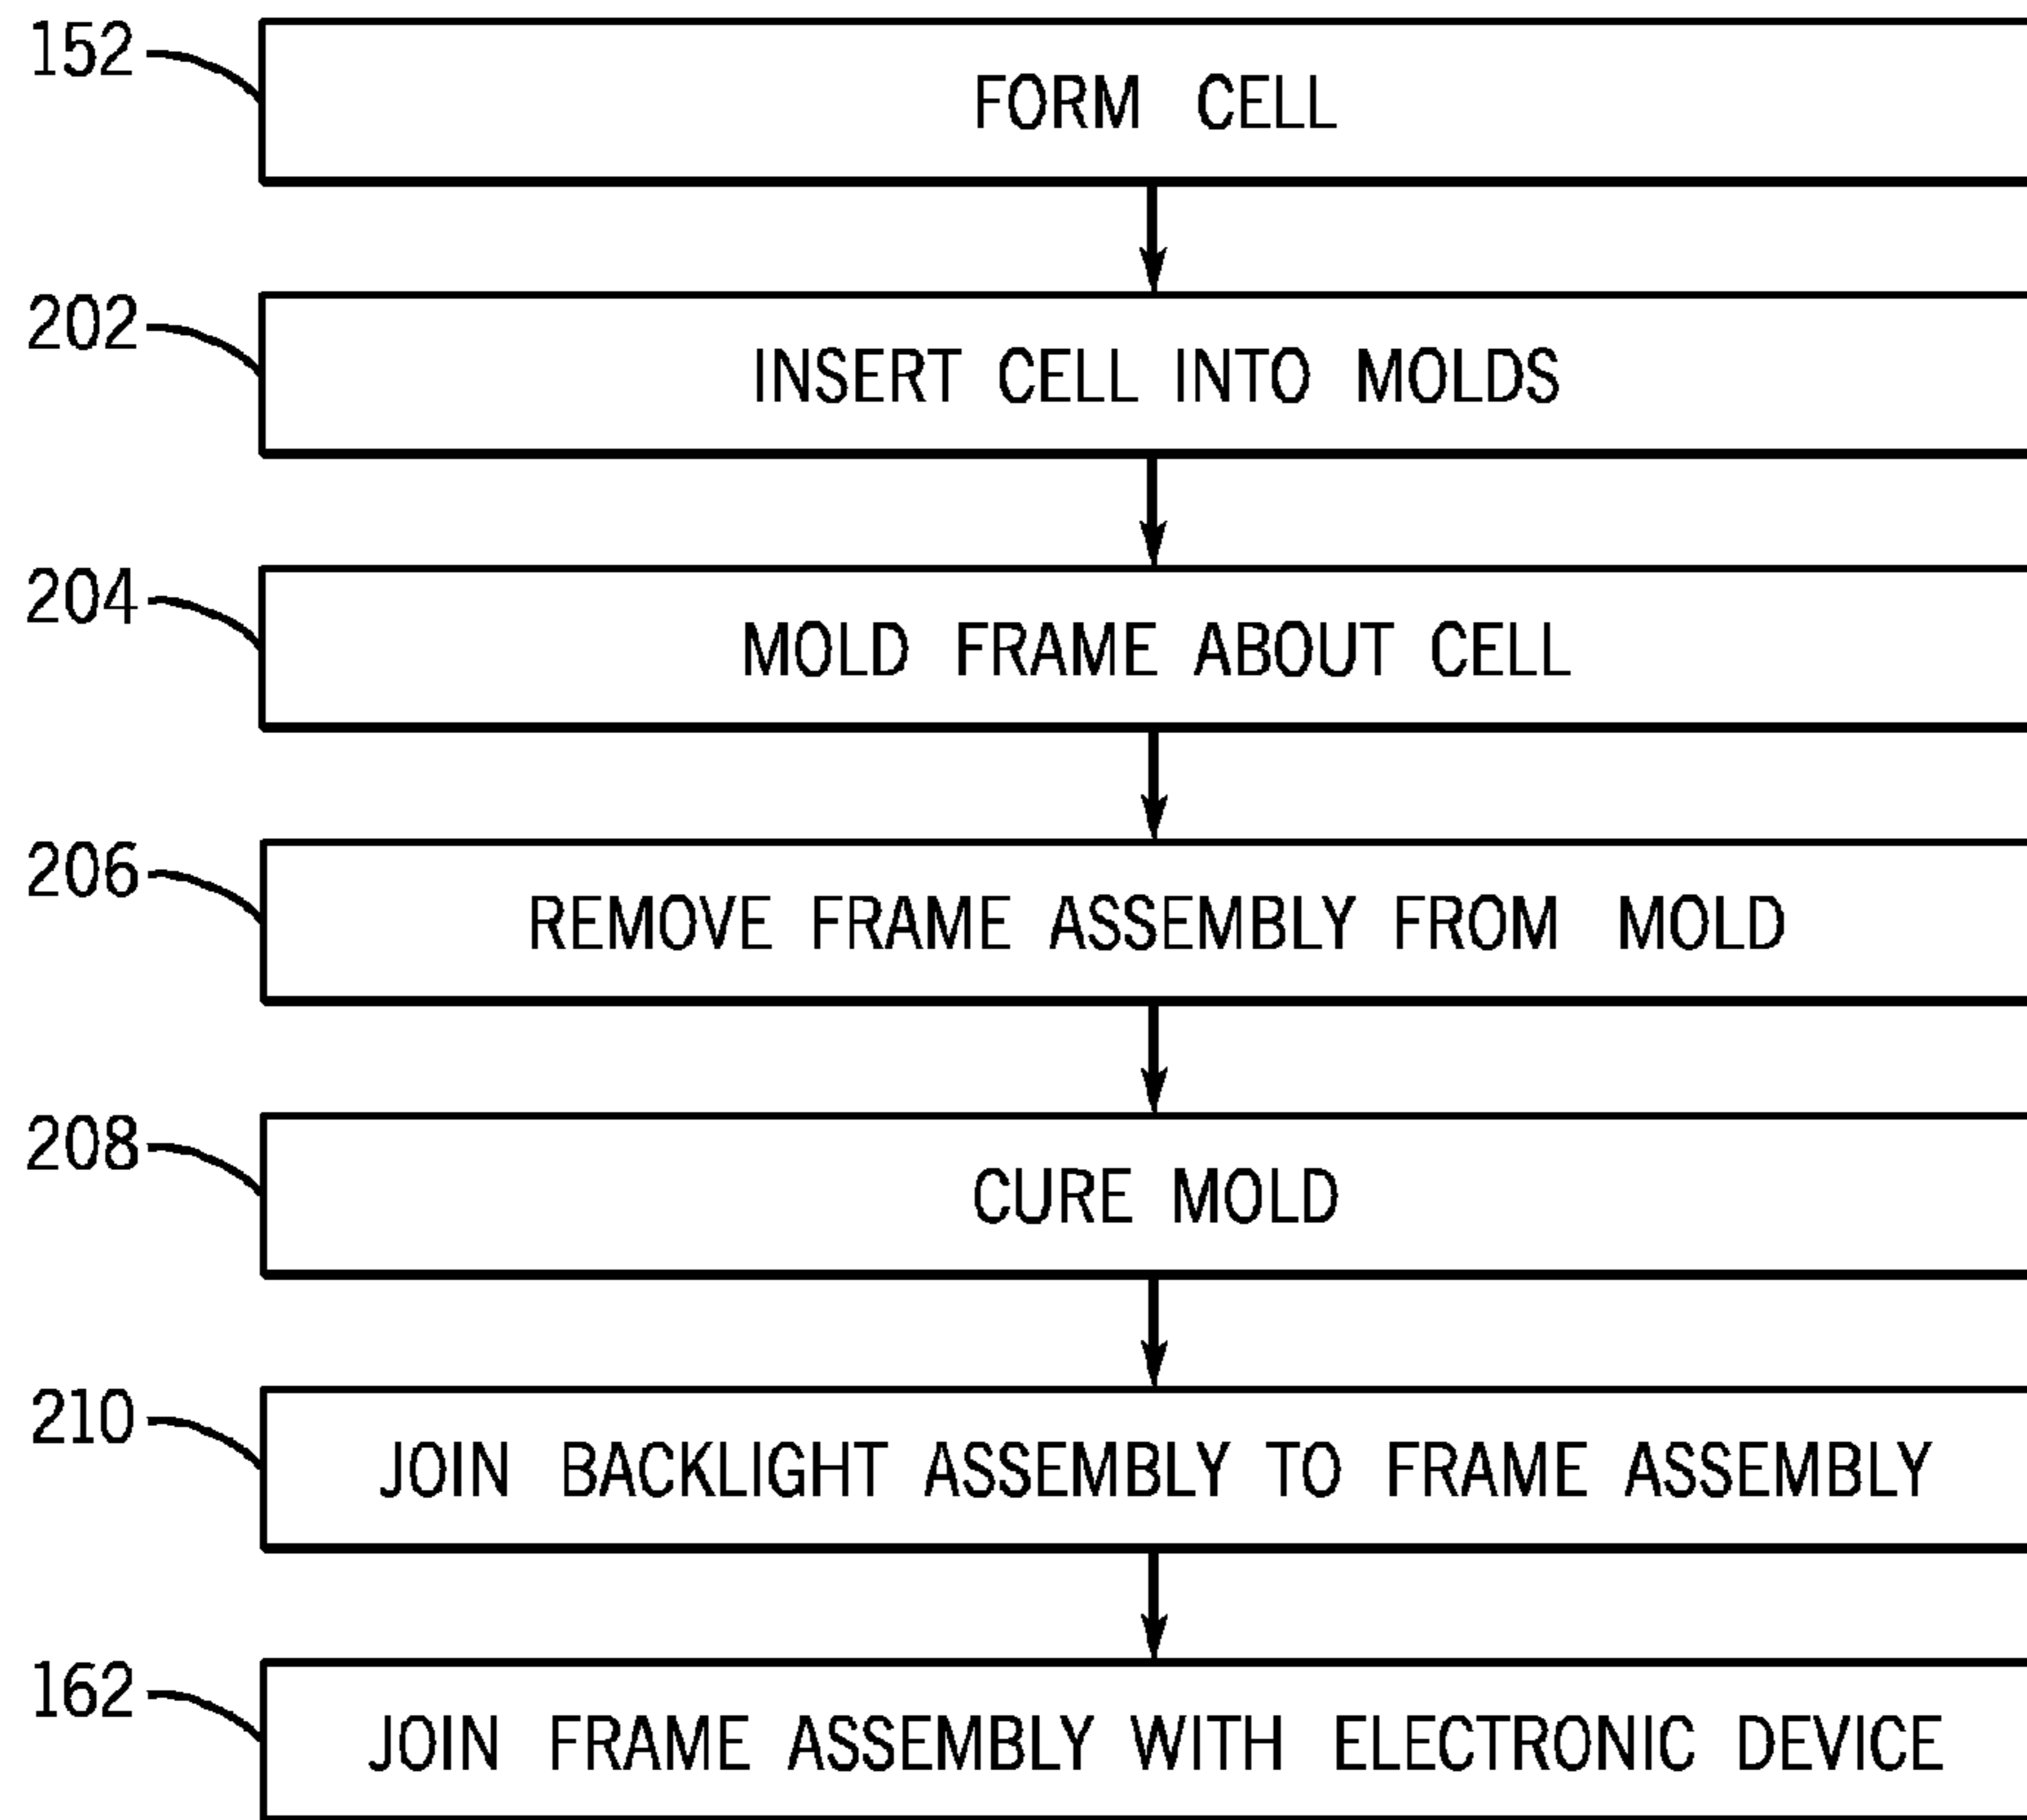 152
FORM CELL
202
INSERT CELL INTO MOLDS
204
MOLD FRAME ABOUT CELL
206
REMOVE FRAME ASSEMBLY FROM MOLD
208
CURE MOLD
210
JOIN BACKLIGHT ASSEMBLY TO FRAME ASSEMBLY
162
JOIN FRAME ASSEMBLY WITH ELECTRONIC DEVICE